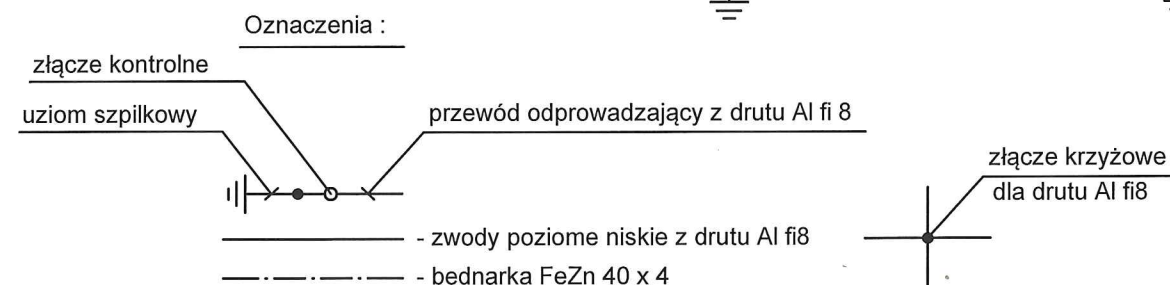 Oznaczenia :
złącze kontrolne
uziom szpilkowy
przewód odprowadzający z drutu Al fi 8
złącze krzyżowe
dla drutu Al fi8
- zwody poziome niskie z drutu Al fi8
- bednarka FeZn 40 x 4